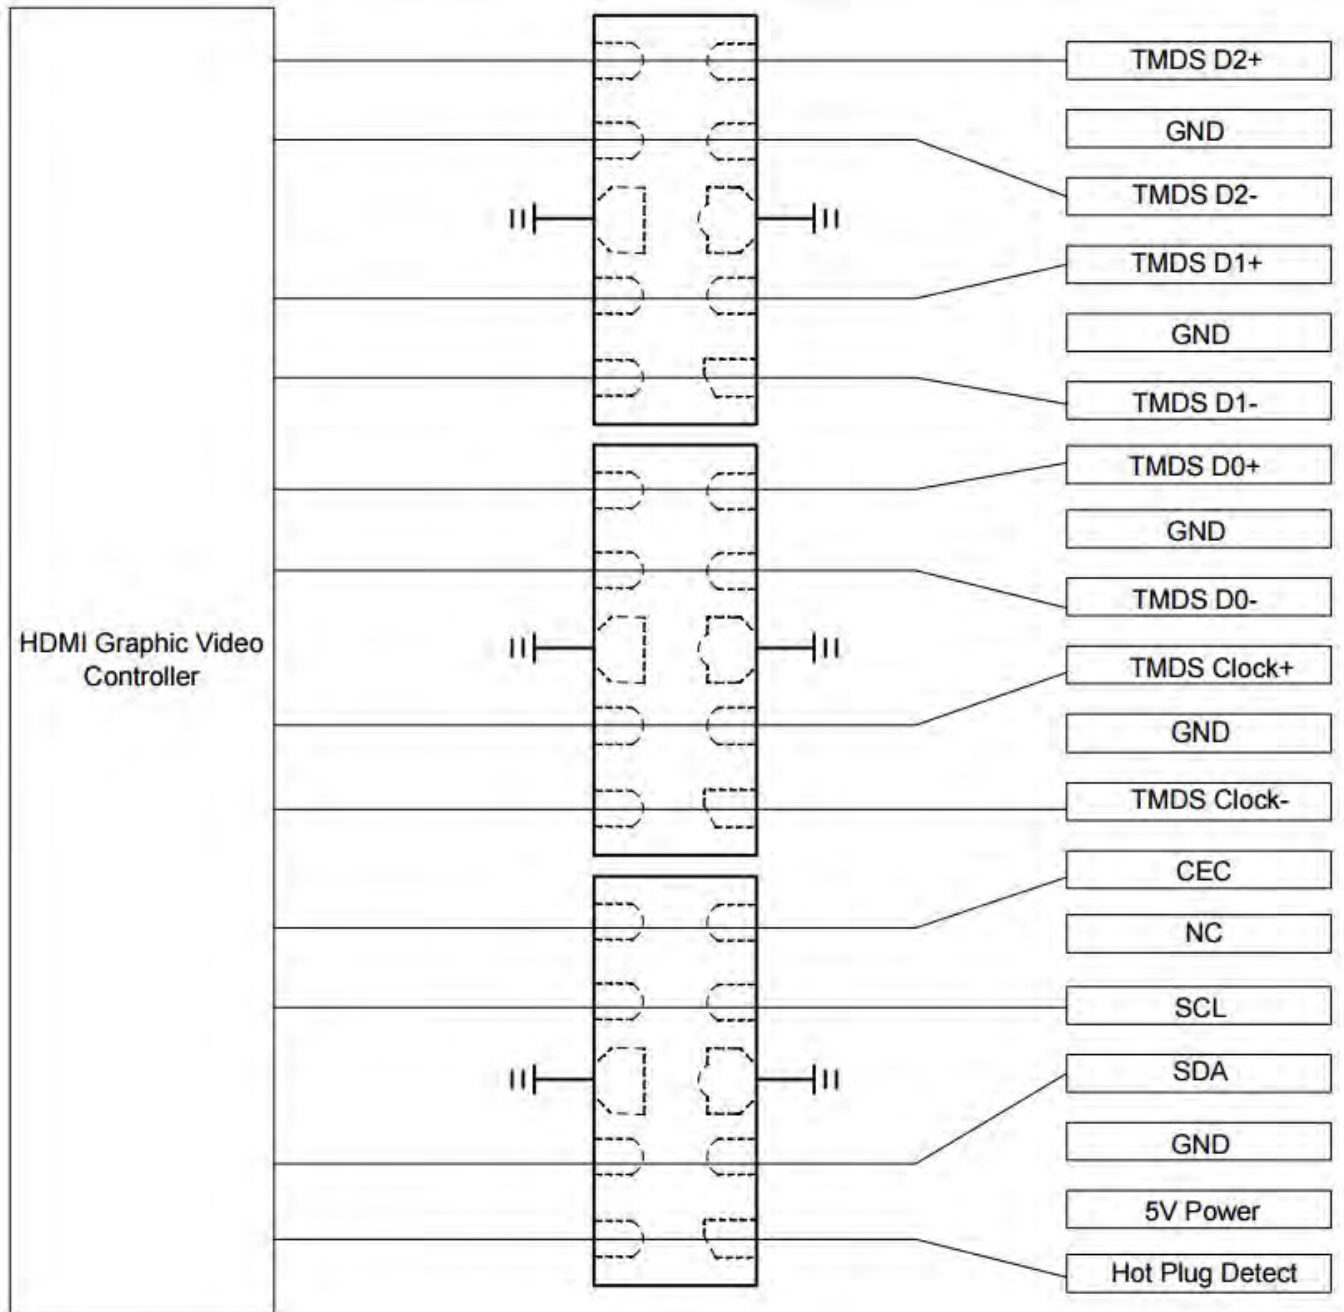 TMDS D2+
GND
TMDS D2-
TMDS D1+
GND
TMDS D1-
TMDS D0+
GND
TMDS D0-
HDMI Graphic Video
Controller
TMDS Clock+
GND
TMDS Clock-
CEC
NC
SCL
SDA
GND
5V Power
Hot Plug Detect